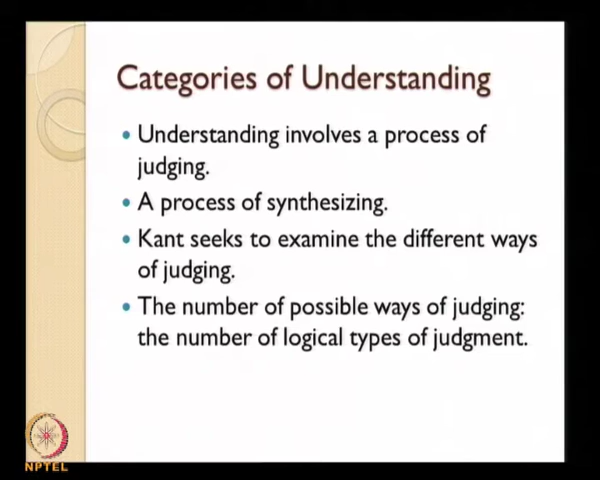 Categories of Understanding
• Understanding involves a process of
judging.
• A process of synthesizing.
• Kant seeks to examine the different ways
of judging.
• The number of possible ways of judging:
the number of logical types of judgment.
NPTEL